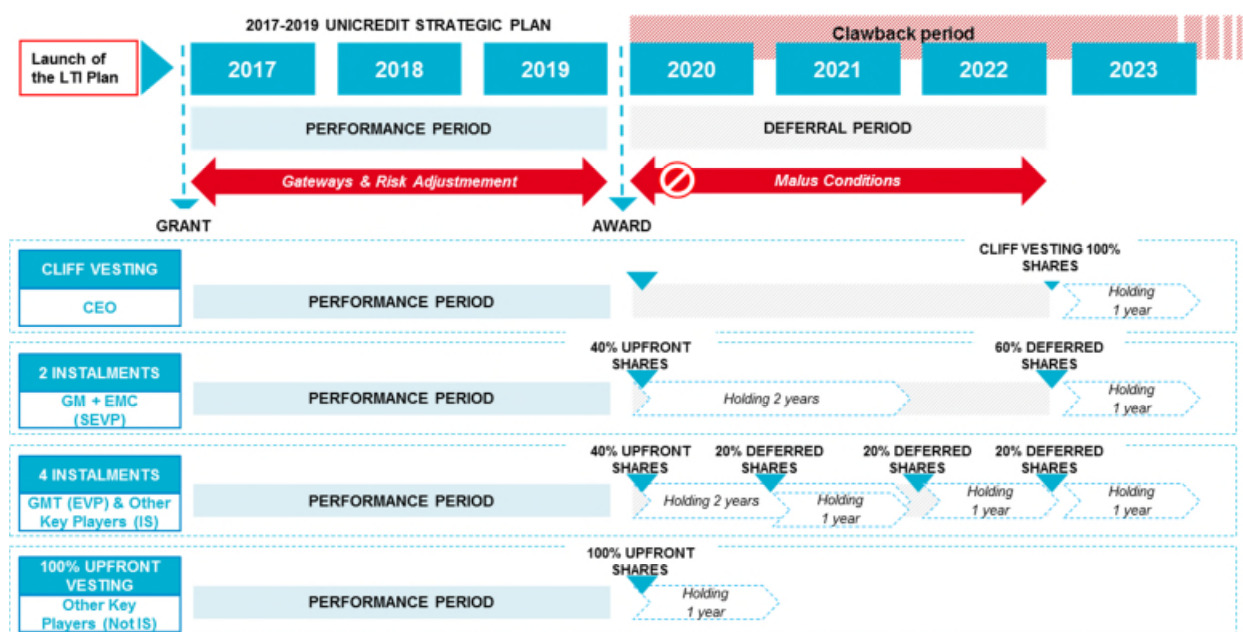 2017-2019 UNICREDIT STRATEGIC PLAN
Clawback period
Launch of
the LTI Plan
2017
2018
2019
2020
2021
2022
2023
PERFORMANCE PERIOD
DEFERRAL PERIOD
Gateways & Risk Adjustmement
Malus Conditions
GRANT
AWARD
CLIFF VESTING
CEO
PERFORMANCE PERIOD
CLIFF VESTING 100%
SHARES
Holding
1 year
2 INSTALMENTS
GM + EMC
(SEVP)
PERFORMANCE PERIOD
40% UPFRONT
SHARES
Holding 2 years
60% DEFERRED
SHARES
Holding
1 year
4 INSTALMENTS
GMT (EVP) & Other
Key Players (IS)
PERFORMANCE PERIOD
40% UPFRONT
SHARES
Holding 2 years
20% DEFERRED
SHARES
Holding
1 year
20% DEFERRED
SHARES
Holding
1 year
20% DEFERRED
SHARES
Holding
1 year
100% UPFRONT
VESTING
Other Key
Players (Not IS)
PERFORMANCE PERIOD
100% UPFRONT
SHARES
Holding
1 year